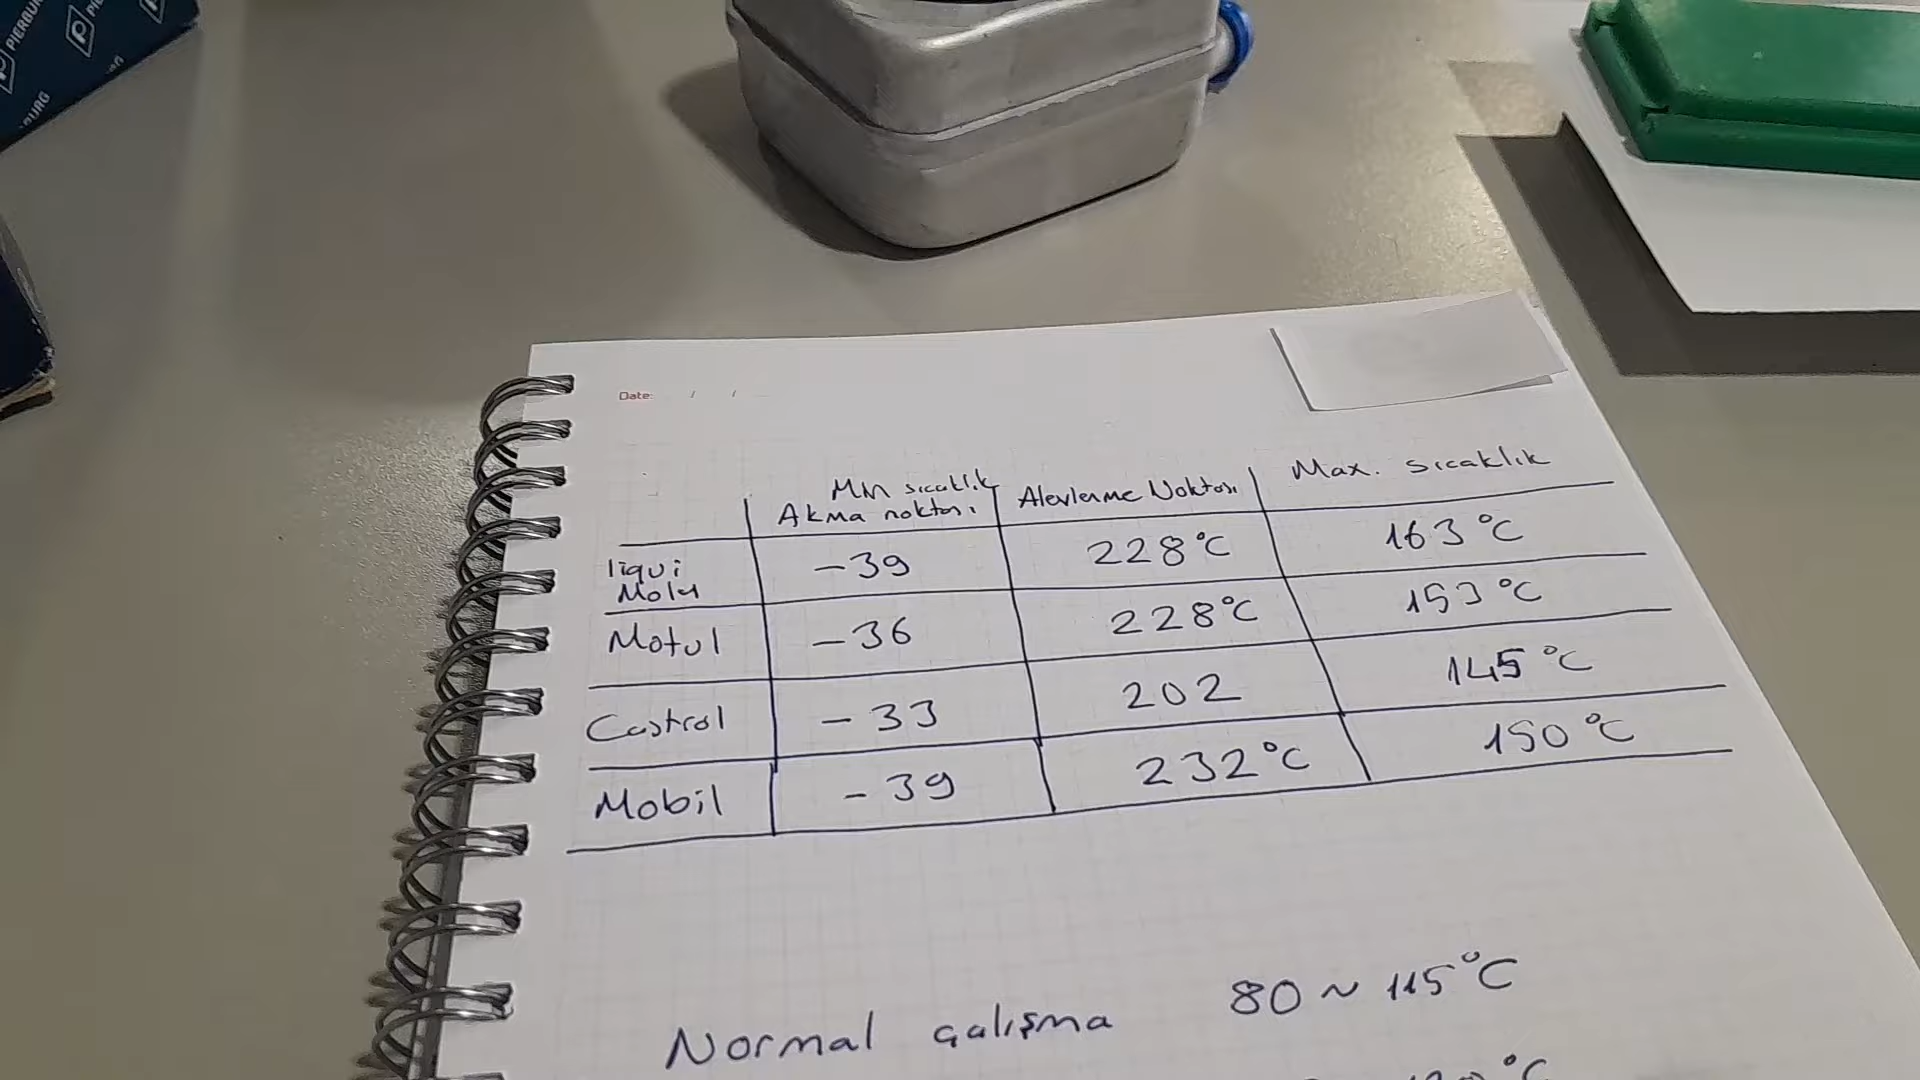 PIERBURG
Date: / /
Min sıcaklık
Akma noktası
Alevlenme Noktası
Max. sıcaklık
liqui
Moly
-39
228°C
163°C
Motul
-36
228°C
153°C
Castrol
-33
202
145°C
Mobil
-39
232°C
150°C
Normal çalışma 80 ~ 115°C